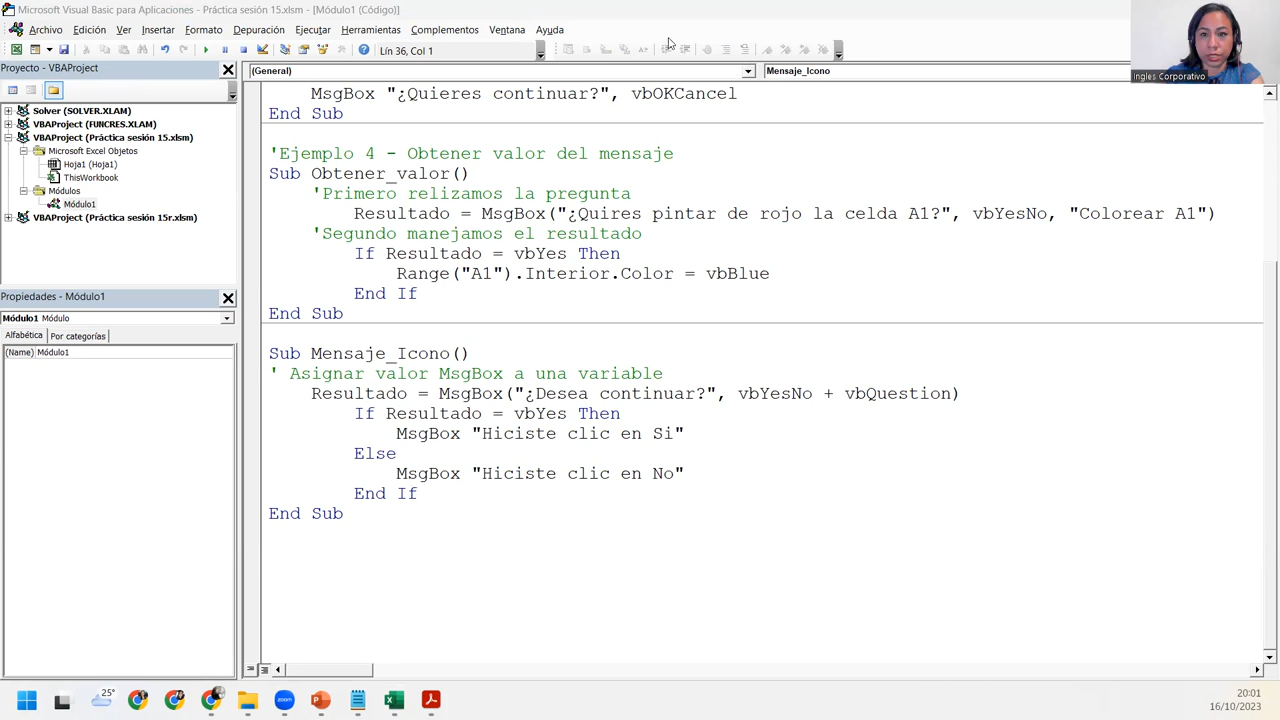 Microsoft Visual Basic para Aplicaciones - Práctica sesión 15.xlsm - [Módulo1 (Código)]
Archivo Edición Ver Insertar Formato Depuración Ejecutar Herramientas Complementos Ventana Ayuda
Lín 36, Col 1
Ingles Corporativo
Proyecto - VBAProject
Solver (SOLVER.XLAM)
VBAProject (FUNCRES.XLAM)
VBAProject (Práctica sesión 15.xlsm)
Microsoft Excel Objetos
Hoja1 (Hoja1)
ThisWorkbook
Módulos
Módulo1
VBAProject (Práctica sesión 15r.xlsm)
Propiedades - Módulo1
Módulo1 Módulo
Alfabética Por categorías
(Name) Módulo1
(General) Mensaje_Icono
MsgBox "¿Quieres continuar?", vbOKCancel
End Sub
'Ejemplo 4 - Obtener valor del mensaje
Sub Obtener_valor()
'Primero relizamos la pregunta
Resultado = MsgBox("¿Quires pintar de rojo la celda A1?", vbYesNo, "Colorear A1")
'Segundo manejamos el resultado
If Resultado = vbYes Then
Range("A1").Interior.Color = vbBlue
End If
End Sub
Sub Mensaje_Icono()
' Asignar valor MsgBox a una variable
Resultado = MsgBox("¿Desea continuar?", vbYesNo + vbQuestion)
If Resultado = vbYes Then
MsgBox "Hiciste clic en Si"
Else
MsgBox "Hiciste clic en No"
End If
End Sub
25°
zoom
20:01
16/10/2023